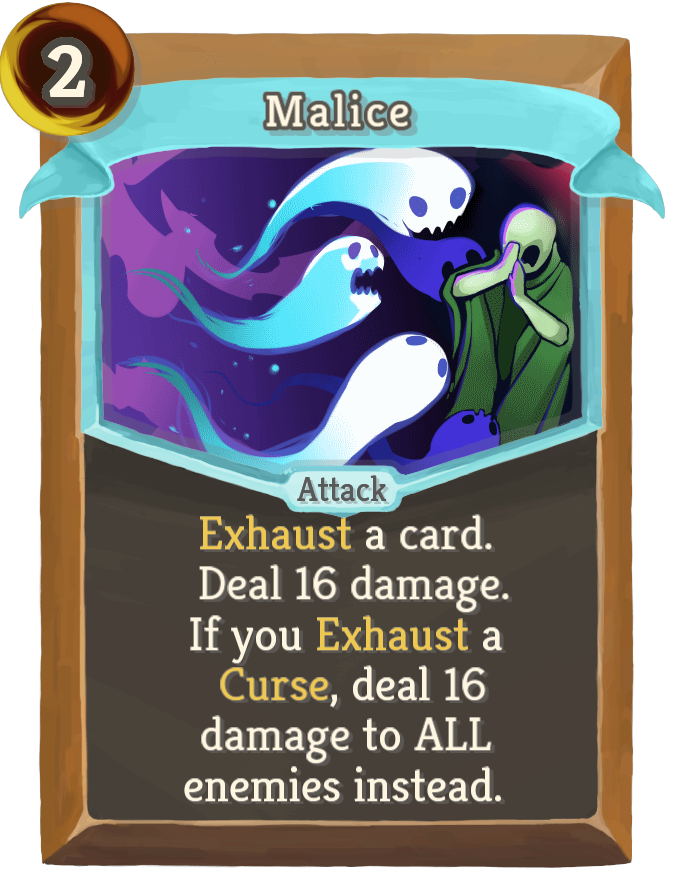 2
Malice
Attack
Exhaust a card.
Deal 16 damage.
If you Exhaust a
Curse, deal 16
damage to ALL
enemies instead.